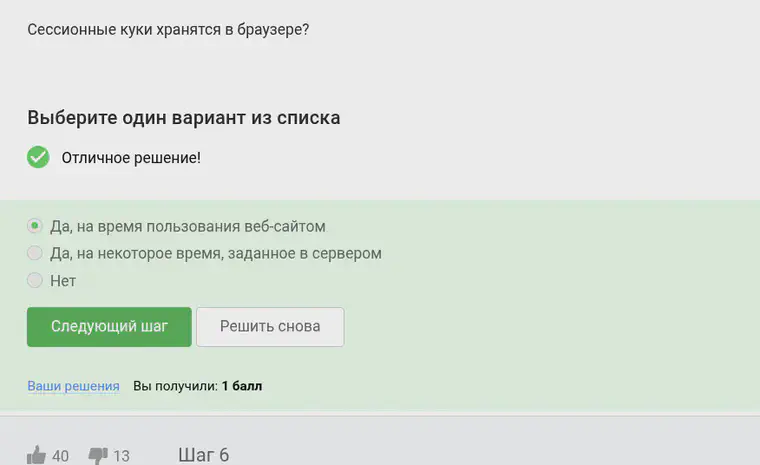 Сессионные куки хранятся в браузере?
Выберите один вариант из списка
Отличное решение!
Да, на время пользования веб-сайтом
Да, на некоторое время, заданное в сервером
Нет
Следующий шаг Решить снова
Ваши решения Вы получили: 1 балл
40 13 Шаг 6